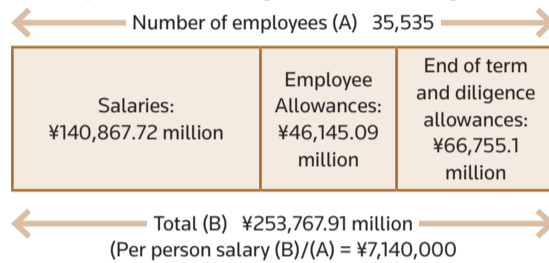 Number of employees (A) 35,535
Salaries:
¥140,867.72 million
Employee
Allowances:
¥46,145.09
million
End of term
and diligence
allowances:
¥66,755.1
million
Total (B) ¥253,767.91 million
(Per person salary (B)/(A) = ¥7,140,000